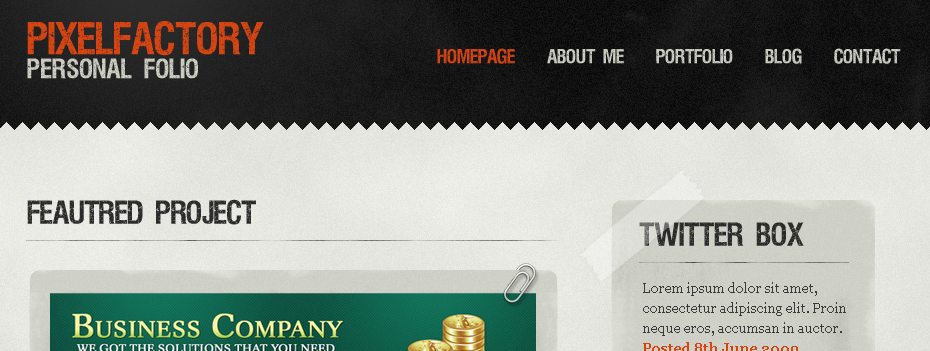 PIXELFACTORY
PERSONAL FOLIO
HOMEPAGE ABOUT ME PORTFOLIO BLOG CONTACT
FEAUTRED PROJECT
BUSINESS COMPANY
WE GOT THE SOLUTIONS THAT YOU NEED
TWITTER BOX
Lorem ipsum dolor sit amet,
consectetur adipiscing elit. Proin
neque eros, accumsan in auctor.
Posted 8th June 2009